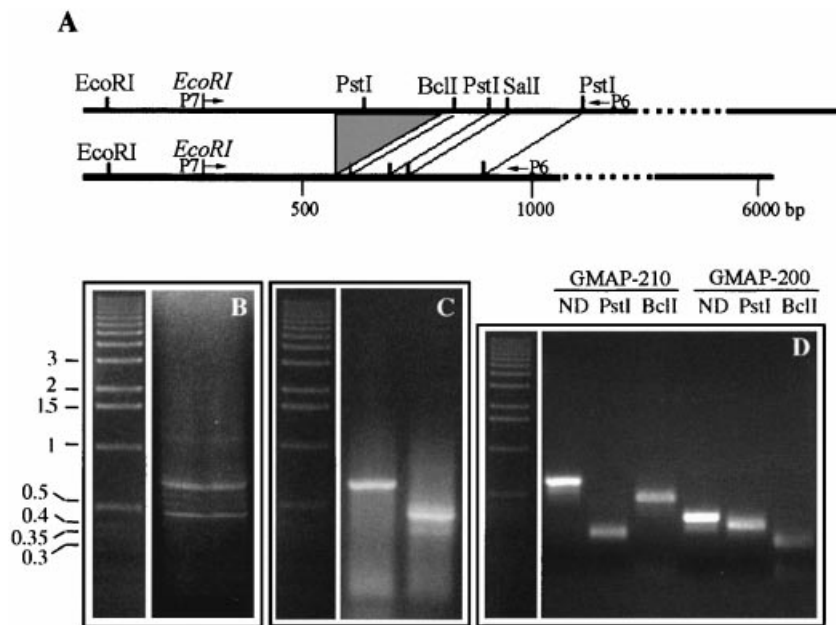 A
EcoRI EcoRI PstI BclI PstI SalI PstI
P7 P6
EcoRI EcoRI
P7 P6
500 1000 6000 bp
GMAP-210 GMAP-200
ND PstI BclI ND PstI BclI
B C D
3
2
1.5
1
0.5
0.4
0.35
0.3